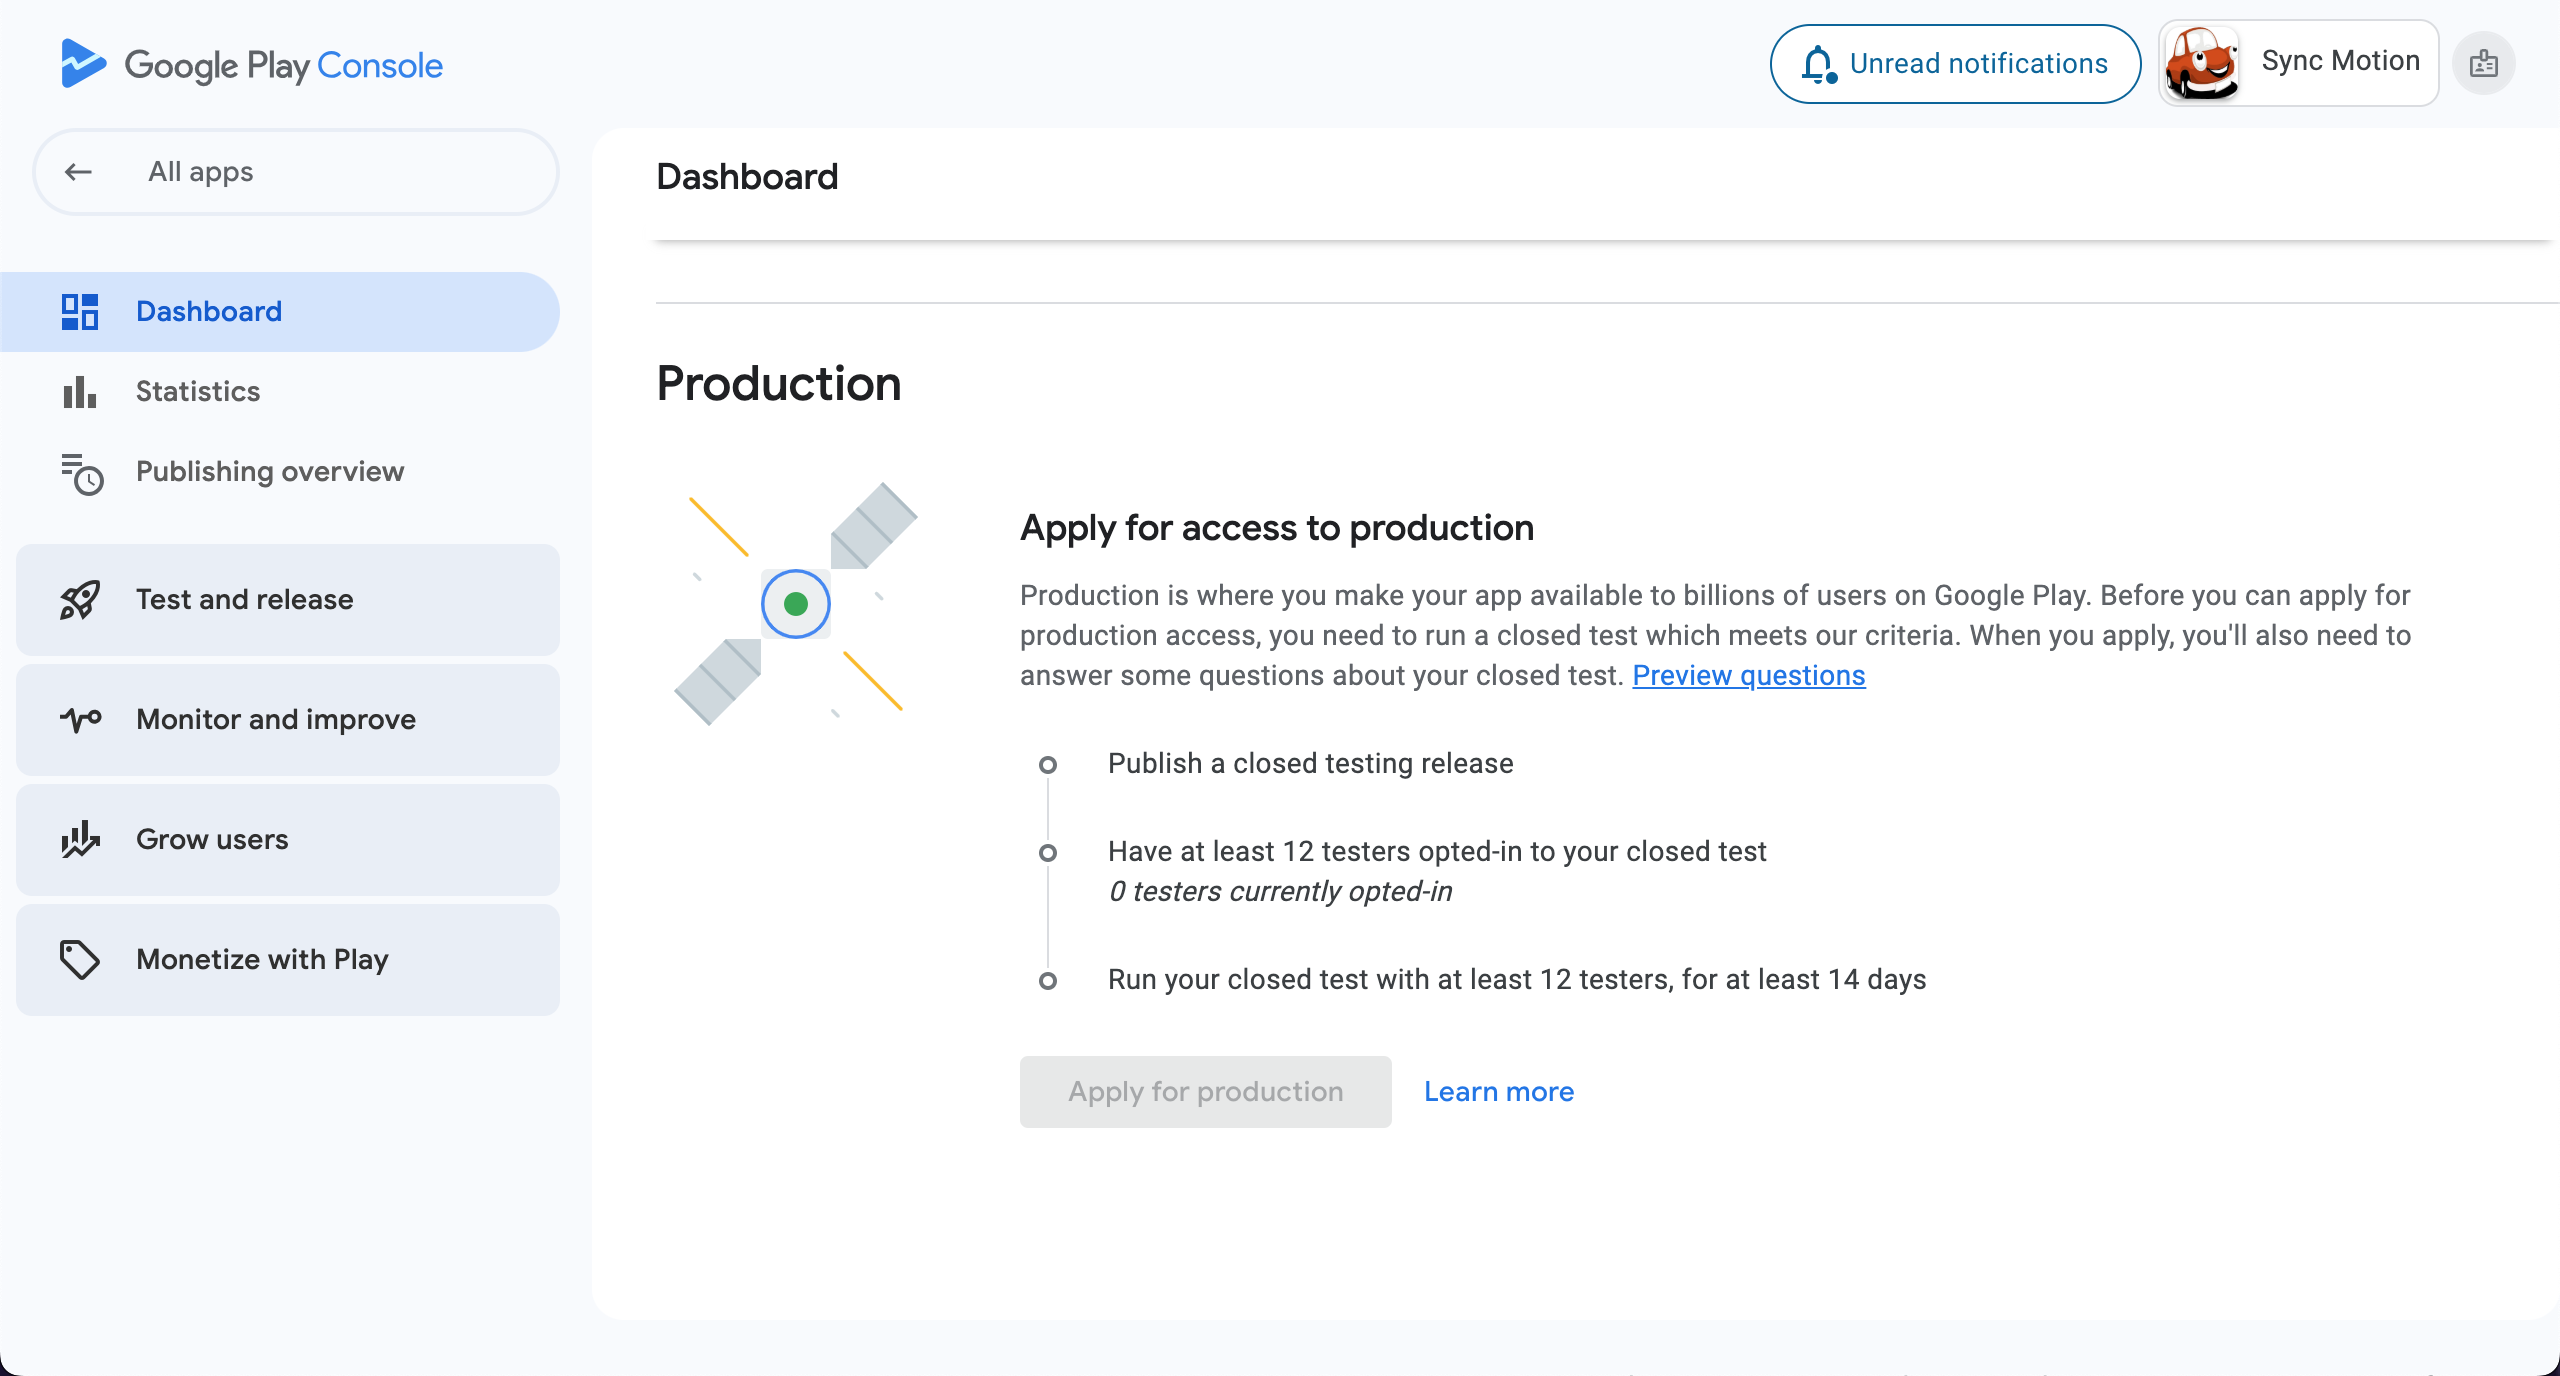 Google Play Console
Unread notifications
Sync Motion
All apps
Dashboard
Statistics
Publishing overview
Test and release
Monitor and improve
Grow users
Monetize with Play
Dashboard
Production
Apply for access to production
Production is where you make your app available to billions of users on Google Play. Before you can apply for
production access, you need to run a closed test which meets our criteria. When you apply, you'll also need to
answer some questions about your closed test. Preview questions
Publish a closed testing release
Have at least 12 testers opted-in to your closed test
0 testers currently opted-in
Run your closed test with at least 12 testers, for at least 14 days
Apply for production
Learn more